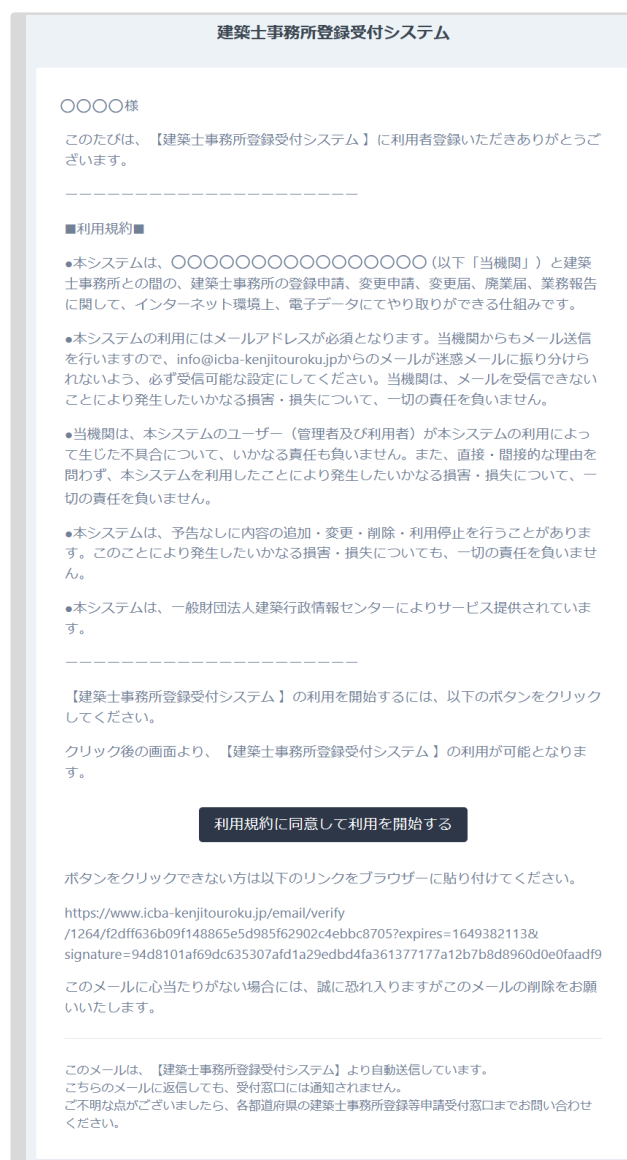 建築士事務所登録受付システム
〇〇〇〇様
このたびは、【建築士事務所登録受付システム 】に利用者登録いただきありがとうご
ざいます。
ーーーーーーーーーーーーーーーーーーーーー
■利用規約■
●本システムは、〇〇〇〇〇〇〇〇〇〇〇〇〇〇〇〇(以下「当機関」）と建築
士事務所との間の、建築士事務所の登録申請、変更申請、変更届、廃業届、業務報告
に関して、インターネット環境上、電子データにてやり取りができる仕組みです。
●本システムの利用にはメールアドレスが必須となります。当機関からもメール送信
を行いますので、info@icba-kenjitouroku.jpからのメールが迷惑メールに振り分けら
れないよう、必ず受信可能な設定にしてください。当機関は、メールを受信できない
ことにより発生したいかなる損害・損失について、一切の責任を負いません。
●当機関は、本システムのユーザー（管理者及び利用者）が本システムの利用によっ
て生じた不具合について、いかなる責任も負いません。また、直接・間接的な理由を
問わず、本システムを利用したことにより発生したいかなる損害・損失について、一
切の責任を負いません。
●本システムは、予告なしに内容の追加・変更・削除・利用停止を行うことがありま
す。このことにより発生したいかなる損害・損失についても、一切の責任を負いませ
ん。
●本システムは、一般財団法人建築行政情報センターによりサービス提供されていま
す。
ーーーーーーーーーーーーーーーーーーーーー
【建築士事務所登録受付システム 】の利用を開始するには、以下のボタンをクリック
してください。
クリック後の画面より、【建築士事務所登録受付システム 】の利用が可能となりま
す。
利用規約に同意して利用を開始する
ボタンをクリックできない方は以下のリンクをブラウザーに貼り付けてください。
https://www.icba-kenjitouroku.jp/email/verify
/1264/f2dff636b09f148865e5d985f62902c4ebbc8705?expires=1649382113&
signature=94d8101af69dc635307afd1a29edbd4fa361377177a12b7b8d8960d0e0faadf9
このメールに心当たりがない場合には、誠に恐れ入りますがこのメールの削除をお願
いいたします。
このメールは、【建築士事務所登録受付システム】より自動送信しています。
こちらのメールに返信しても、受付窓口には通知されません。
ご不明な点がございましたら、各都道府県の建築士事務所登録等申請受付窓口までお問い合わせ
ください。